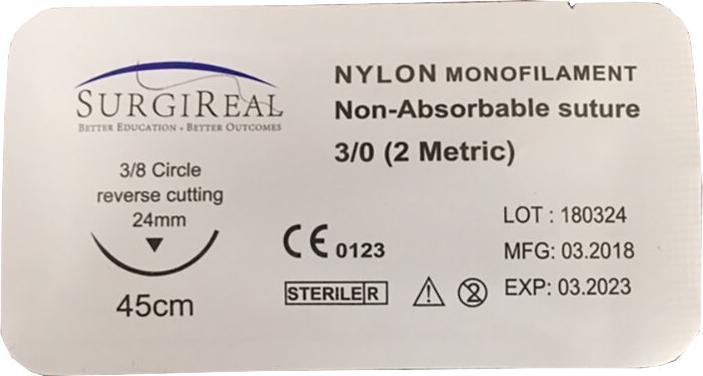 SURGIREAL
BETTER EDUCATION • BETTER OUTCOMES
3/8 Circle
reverse cutting
24mm
45cm
NYLON MONOFILAMENT
Non-Absorbable suture
3/0 (2 Metric)
CE 0123
STERILE R
2
LOT : 180324
MFG: 03.2018
EXP: 03.2023